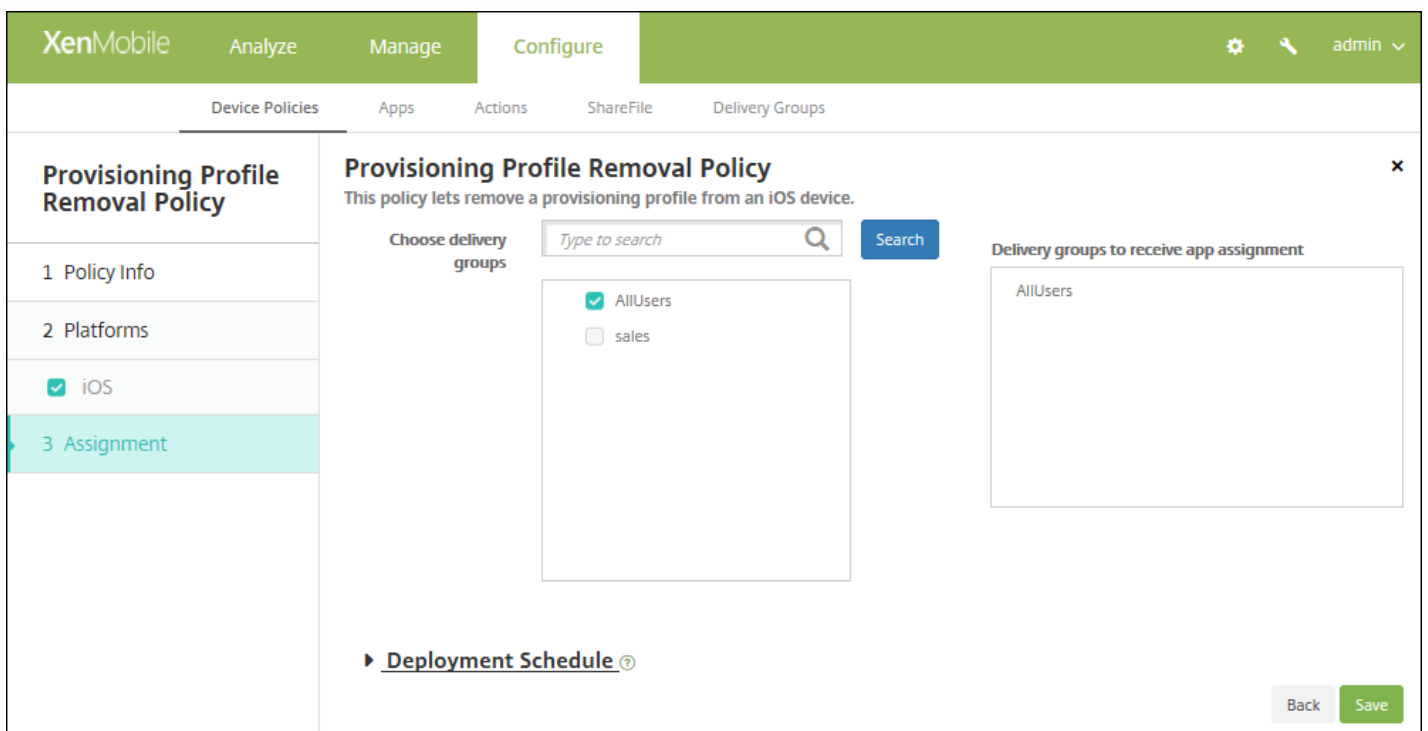 XenMobile Analyze Manage Configure admin
Device Policies Apps Actions ShareFile Delivery Groups
Provisioning Profile
Removal Policy
1 Policy Info
2 Platforms
iOS
3 Assignment
Provisioning Profile Removal Policy
This policy lets remove a provisioning profile from an iOS device.
Choose delivery
groups
Type to search
Search
AllUsers
sales
Delivery groups to receive app assignment
AllUsers
Deployment Schedule ?
Back Save